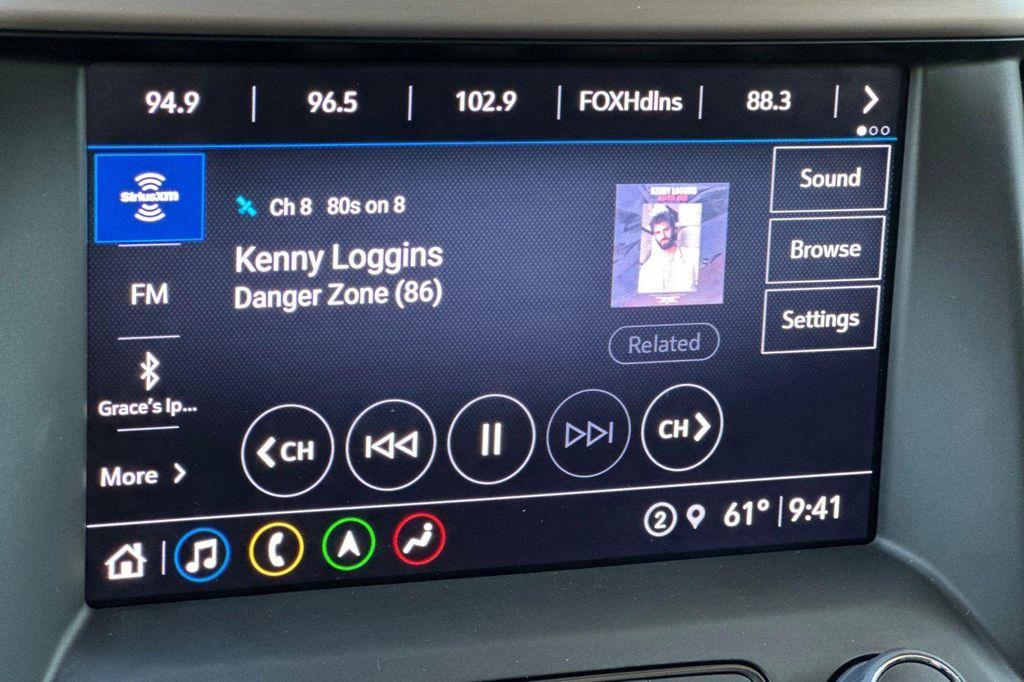 94.9 96.5 102.9 FOXHdlns 88.3
SiriusXM
Ch 8 80s on 8
Kenny Loggins
Danger Zone (86)
KENNY LOGGINS
Sound
Browse
Settings
Related
FM
Grace's Ip...
More
CH
CH
2 61° 9:41